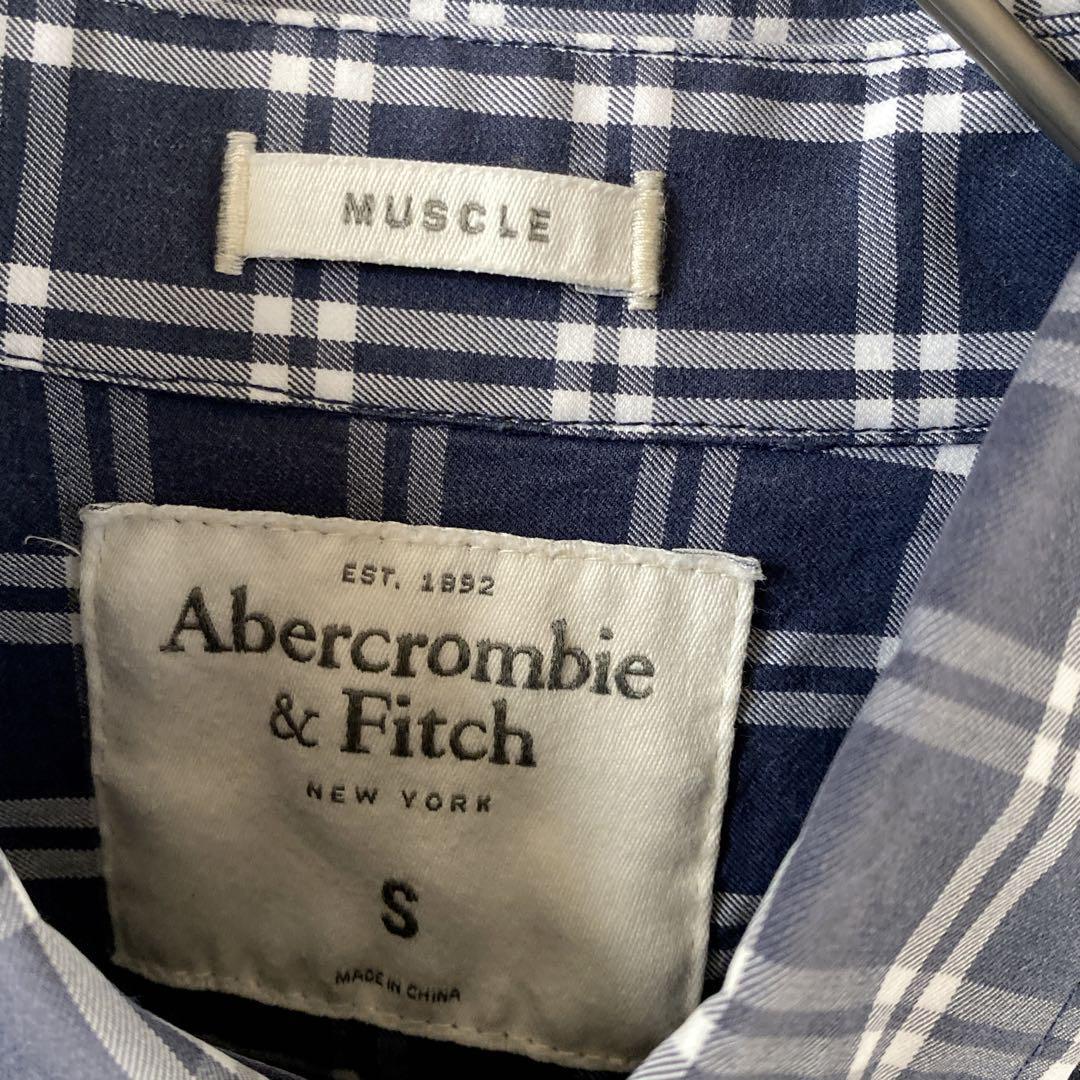 MUSCLE
EST. 1892
Abercrombie
& Fitch
NEW YORK
S
MADE IN CHINA